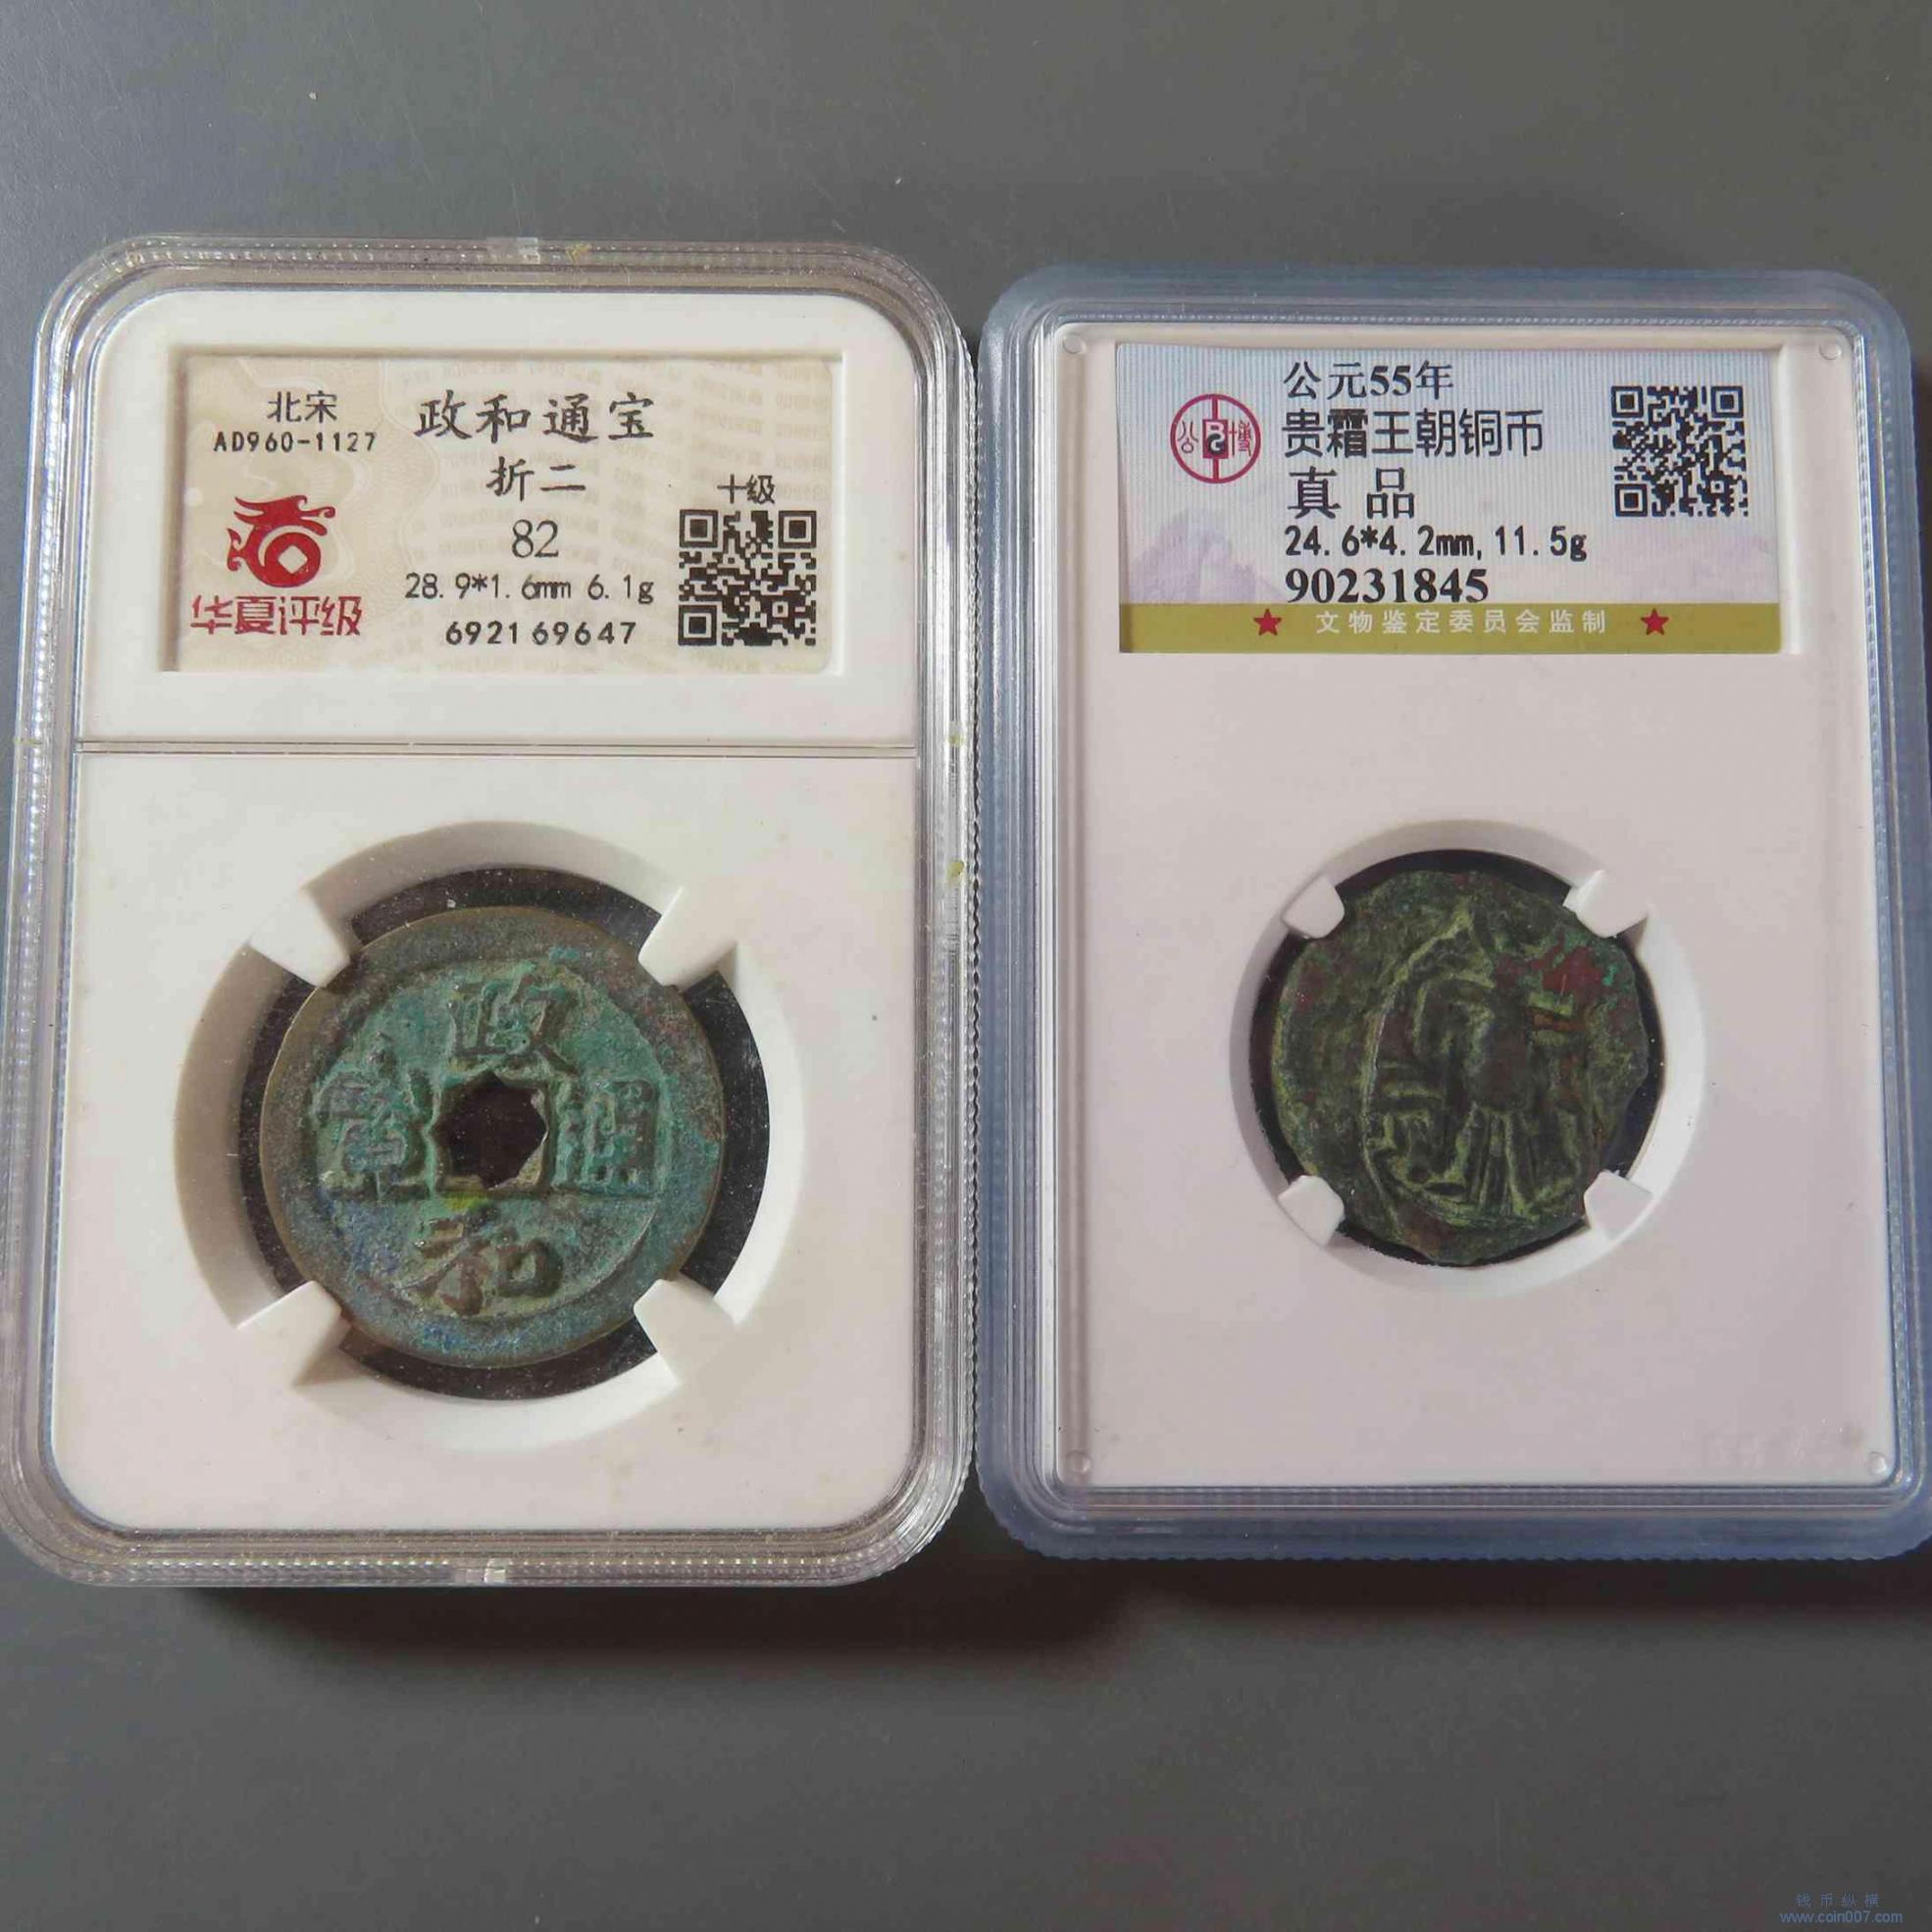 北宋
AD960-1127
政和通宝
折二
82
28.9*1.6mm 6.1g
692169647
十级
华夏评级
政
和
通
寶
公元55年
贵霜王朝铜币
真品
24.6*4.2mm,11.5g
90231845
公 博
文物鉴定委员会监制
钱币纵横
www.coin007.com